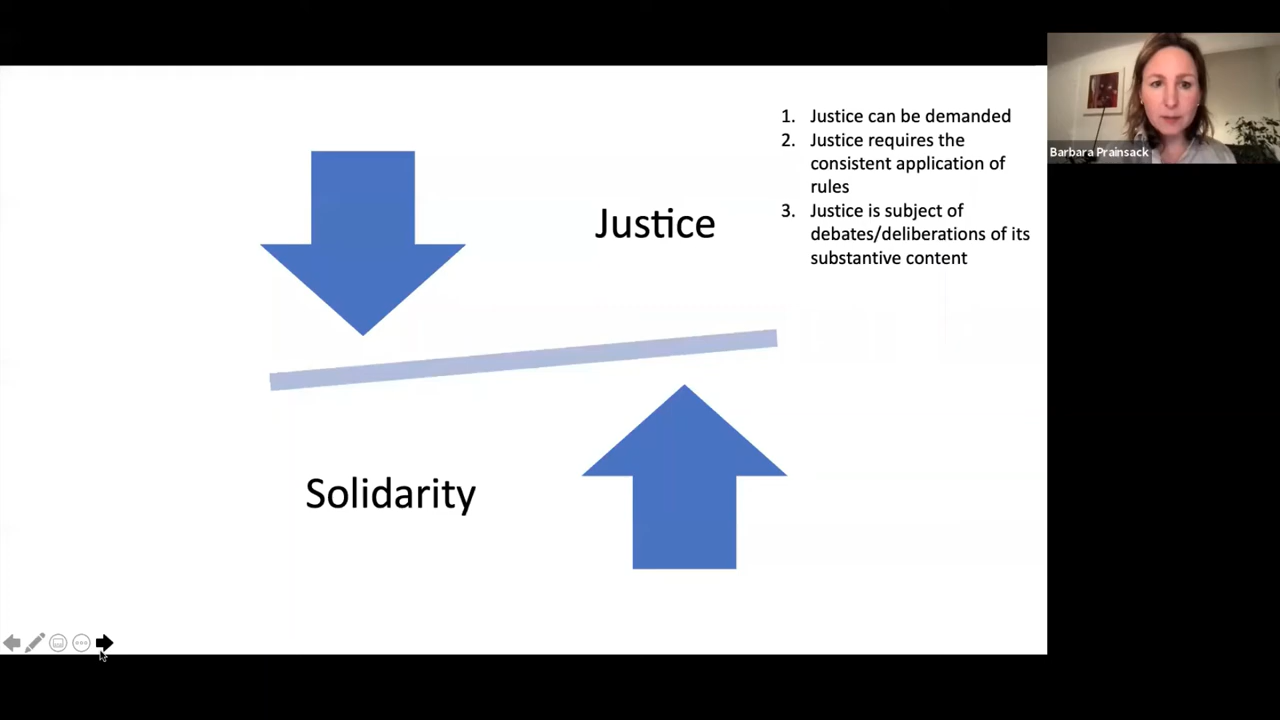 1. Justice can be demanded
2. Justice requires the
consistent application of
rules
3. Justice is subject of
debates/deliberations of its
substantive content
Justice
Solidarity
Barbara Prainsack